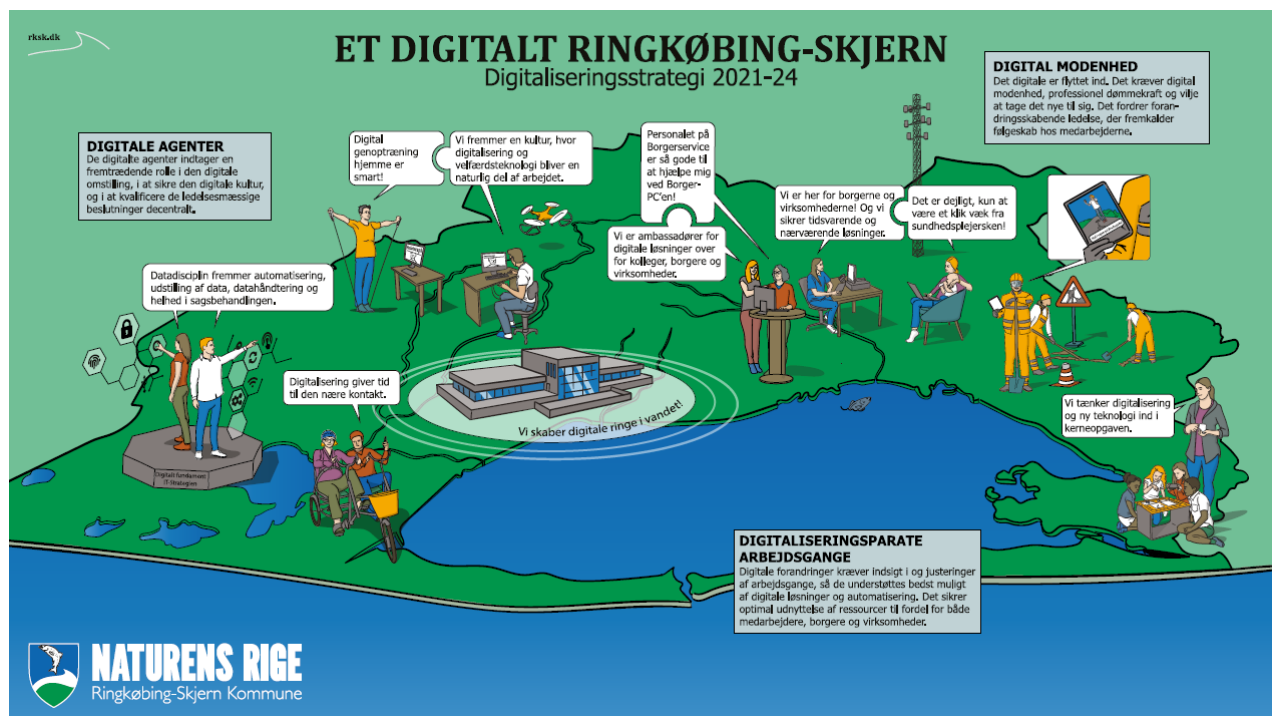 rksk.dk
ET DIGITALT RINGKØBING-SKJERN
Digitaliseringsstrategi 2021-24
DIGITAL MODENHED
Det digitale er flyttet ind. Det kræver digital
modenhed, professionel dømmekraft og vilje
at tage det nye til sig. Det fordrer foran-
dringsskabende ledelse, der fremkalder
følgeskab hos medarbejderne.
DIGITALE AGENTER
De digitalte agenter indtager en
fremtrædende rolle i den digitale
omstilling, i at sikre den digitale kultur,
og i at kvalificere de ledelsesmæssige
beslutninger decentralt.
Digital
genoptræning
hjemme er
smart!
Vi fremmer en kultur, hvor
digitalisering og
velfærdsteknologi bliver en
naturlig del af arbejdet.
Personalet på
Borgerservice
er så gode til
at hjælpe mig
ved Borger-
PC'en!
Vi er ambassadører for
digitale løsninger over
for kolleger, borgere og
virksomheder.
Vi er her for borgerne og
virksomhederne! Og vi
sikrer tidsvarende og
nærværende løsninger.
Det er dejligt, kun at
være et klik væk fra
sundhedsplejersken!
Datadisciplin fremmer automatisering,
udstilling af data, datahåndtering og
helhed i sagsbehandlingen.
Digitalisering giver tid
til den nære kontakt.
Vi skaber digitale ringe i vandet!
Vi tænker digitalisering
og ny teknologi ind i
kerneopgaven.
Digitalt fundament
IT-Strategien
DIGITALISERINGSPARATE
ARBEJDSGANGE
Digitale forandringer kræver indsigt i og justeringer
af arbejdsgange, så de understøttes bedst muligt
af digitale løsninger og automatisering. Det sikrer
optimal udnyttelse af ressourcer til fordel for både
medarbejdere, borgere og virksomheder.
NATURENS RIGE
Ringkøbing-Skjern Kommune